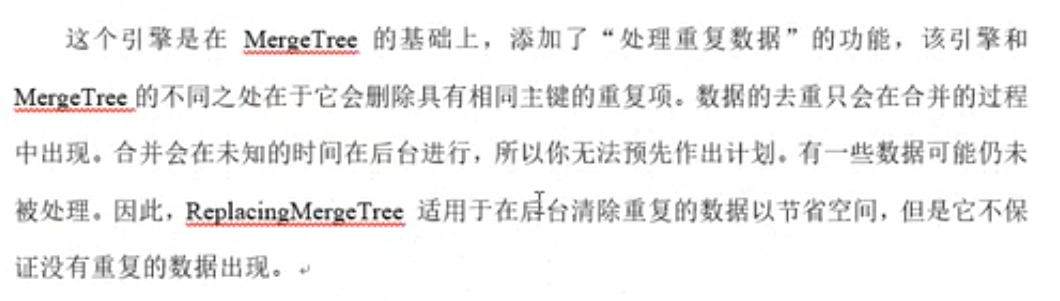 这个引擎是在 MergeTree 的基础上，添加了“处理重复数据”的功能，该引擎和
MergeTree 的不同之处在于它会删除具有相同主键的重复项。数据的去重只会在合并的过程
中出现。合并会在未知的时间在后台进行，所以你无法预先作出计划。有一些数据可能仍未
被处理。因此，ReplacingMergeTree 适用于在后台清除重复的数据以节省空间，但是它不保
证没有重复的数据出现。